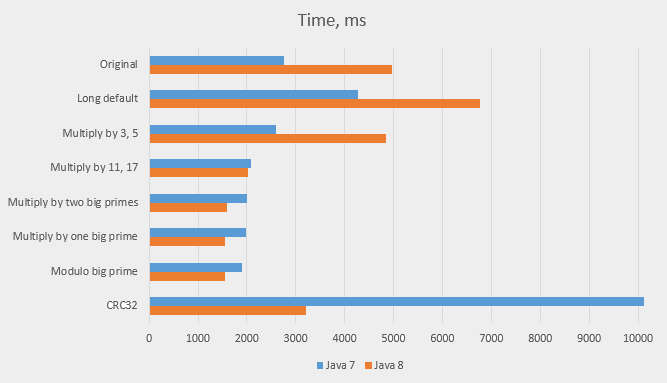 Time, ms
Original
Long default
Multiply by 3, 5
Multiply by 11, 17
Multiply by two big primes
Multiply by one big prime
Modulo big prime
CRC32
0 1000 2000 3000 4000 5000 6000 7000 8000 9000 10000
Java 7 Java 8